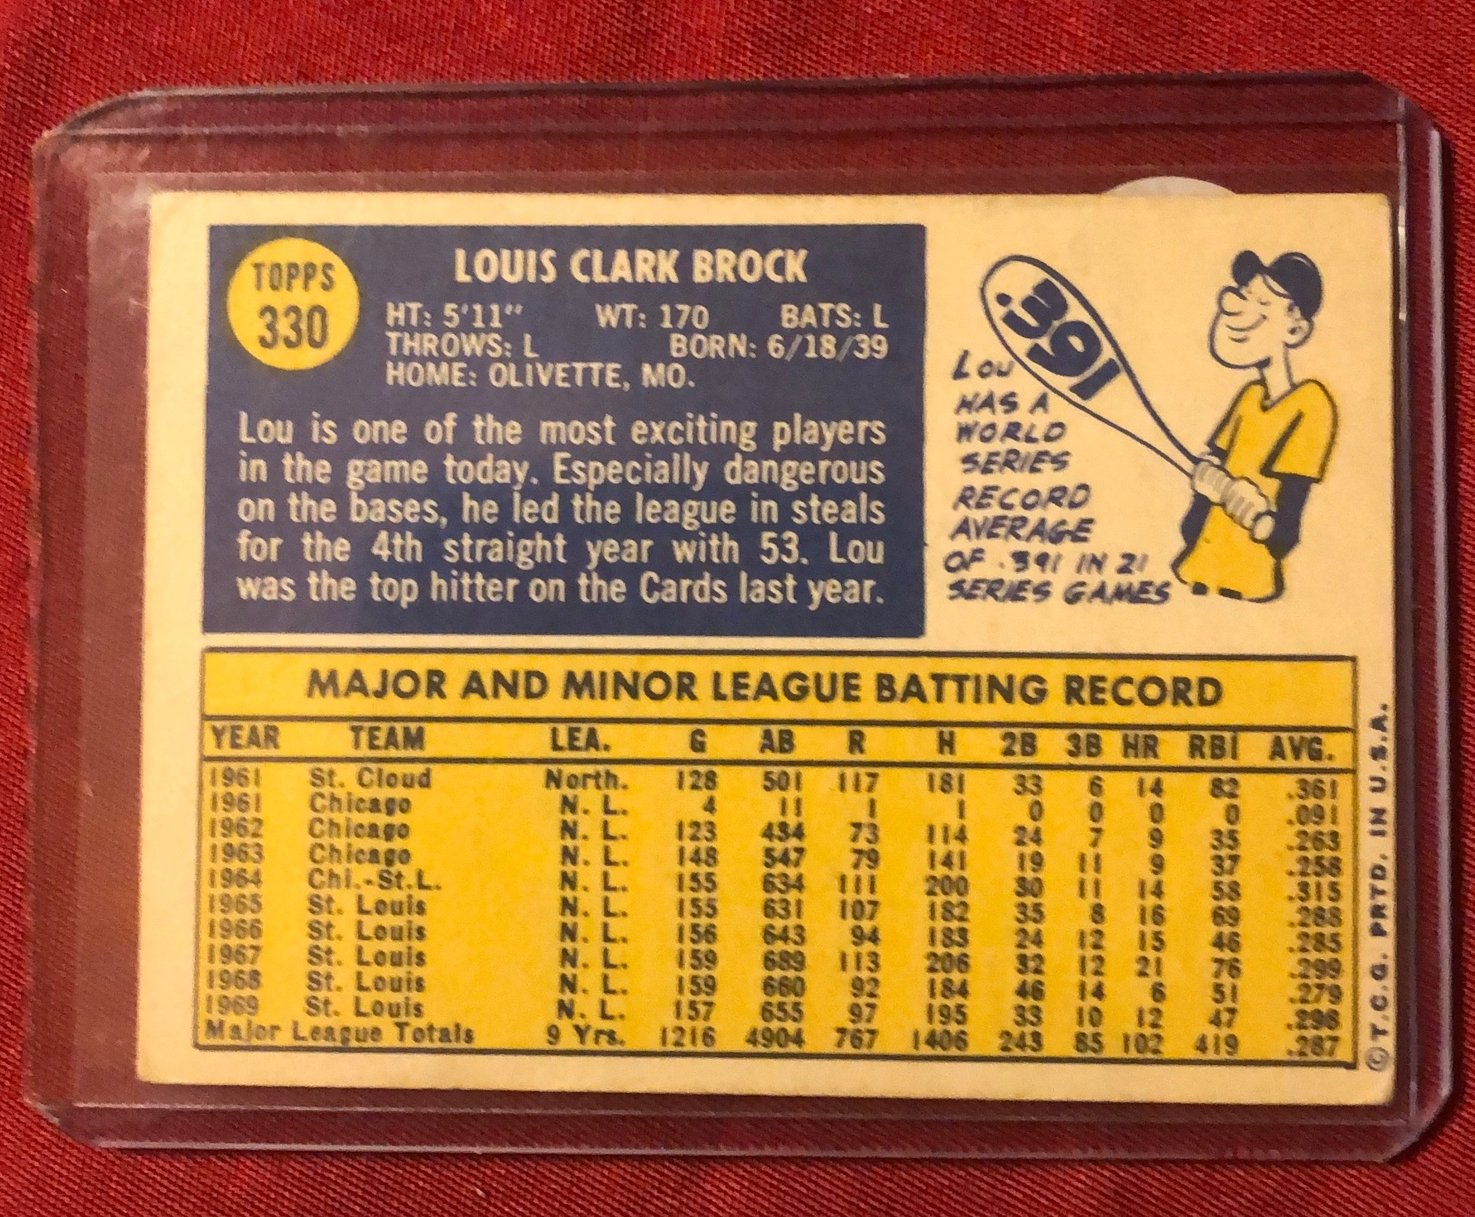 TOPPS
330
LOUIS CLARK BROCK
HT: 5'11" WT: 170 BATS: L
THROWS: L BORN: 6/18/39
HOME: OLIVETTE, MO.
Lou is one of the most exciting players
in the game today. Especially dangerous
on the bases, he led the league in steals
for the 4th straight year with 53. Lou
was the top hitter on the Cards last year.
.391
LOU
HAS A
WORLD
SERIES
RECORD
AVERAGE
OF .391 IN 21
SERIES GAMES
MAJOR AND MINOR LEAGUE BATTING RECORD
YEAR TEAM LEA. G AB R H 2B 3B HR RBI AVG.
1961 St. Cloud North. 128 501 117 181 33 6 14 82 .361
1961 Chicago N. L. 4 11 1 1 0 0 0 0 .091
1962 Chicago N. L. 123 434 73 114 24 7 9 35 .263
1963 Chicago N. L. 148 547 79 141 19 11 9 37 .258
1964 Chi.-St.L. N. L. 155 634 111 200 30 11 14 58 .315
1965 St. Louis N. L. 155 631 107 182 35 8 16 69 .288
1966 St. Louis N. L. 156 643 94 183 24 12 15 46 .285
1967 St. Louis N. L. 159 689 113 206 32 12 21 76 .299
1968 St. Louis N. L. 159 660 92 184 46 14 6 51 .279
1969 St. Louis N. L. 157 655 97 195 33 10 12 47 .298
Major League Totals 9 Yrs. 1216 4904 767 1406 243 85 102 419 .287
© T.C.G. PRTD. IN U.S.A.